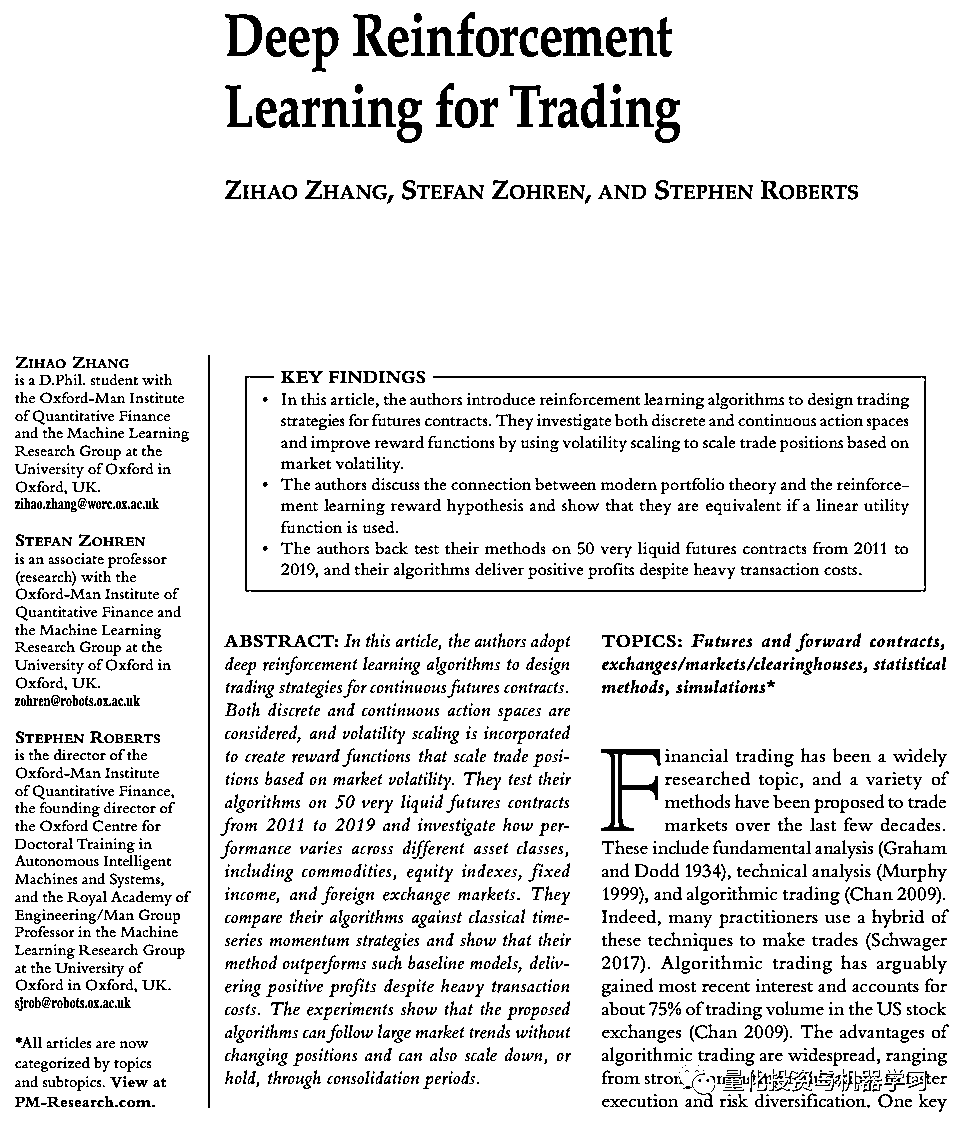 Deep Reinforcement
Learning for Trading
ZIHAO ZHANG, STEFAN ZOHREN, AND STEPHEN ROBERTS
ZIHAO ZHANG
is a D.Phil. student with
the Oxford-Man Institute
of Quantitative Finance
and the Machine Learning
Research Group at the
University of Oxford in
Oxford, UK.
zihao.zhang@worc.ox.ac.uk
STEFAN ZOHREN
is an associate professor
(research) with the
Oxford-Man Institute of
Quantitative Finance and
the Machine Learning
Research Group at the
University of Oxford in
Oxford, UK.
zohren@robots.ox.ac.uk
STEPHEN ROBERTS
is the director of the
Oxford-Man Institute
of Quantitative Finance,
the founding director of
the Oxford Centre for
Doctoral Training in
Autonomous Intelligent
Machines and Systems,
and the Royal Academy of
Engineering/Man Group
Professor in the Machine
Learning Research Group
at the University of
Oxford in Oxford, UK.
sjrob@robots.ox.ac.uk
*All articles are now
categorized by topics
and subtopics. View at
PM-Research.com.
KEY FINDINGS
• In this article, the authors introduce reinforcement learning algorithms to design trading
strategies for futures contracts. They investigate both discrete and continuous action spaces
and improve reward functions by using volatility scaling to scale trade positions based on
market volatility.
• The authors discuss the connection between modern portfolio theory and the reinforce-
ment learning reward hypothesis and show that they are equivalent if a linear utility
function is used.
• The authors back test their methods on 50 very liquid futures contracts from 2011 to
2019, and their algorithms deliver positive profits despite heavy transaction costs.
ABSTRACT: In this article, the authors adopt
deep reinforcement learning algorithms to design
trading strategies for continuous futures contracts.
Both discrete and continuous action spaces are
considered, and volatility scaling is incorporated
to create reward functions that scale trade posi-
tions based on market volatility. They test their
algorithms on 50 very liquid futures contracts
from 2011 to 2019 and investigate how per-
formance varies across different asset classes,
including commodities, equity indexes, fixed
income, and foreign exchange markets. They
compare their algorithms against classical time-
series momentum strategies and show that their
method outperforms such baseline models, deliv-
ering positive profits despite heavy transaction
costs. The experiments show that the proposed
algorithms can follow large market trends without
changing positions and can also scale down, or
hold, through consolidation periods.
TOPICS: Futures and forward contracts,
exchanges/markets/clearinghouses, statistical
methods, simulations*
Financial trading has been a widely
researched topic, and a variety of
methods have been proposed to trade
markets over the last few decades.
These include fundamental analysis (Graham
and Dodd 1934), technical analysis (Murphy
1999), and algorithmic trading (Chan 2009).
Indeed, many practitioners use a hybrid of
these techniques to make trades (Schwager
2017). Algorithmic trading has arguably
gained most recent interest and accounts for
about 75% of trading volume in the US stock
exchanges (Chan 2009). The advantages of
algorithmic trading are widespread, ranging
from
量化投资与机器学习
execution and risk diversification. One key